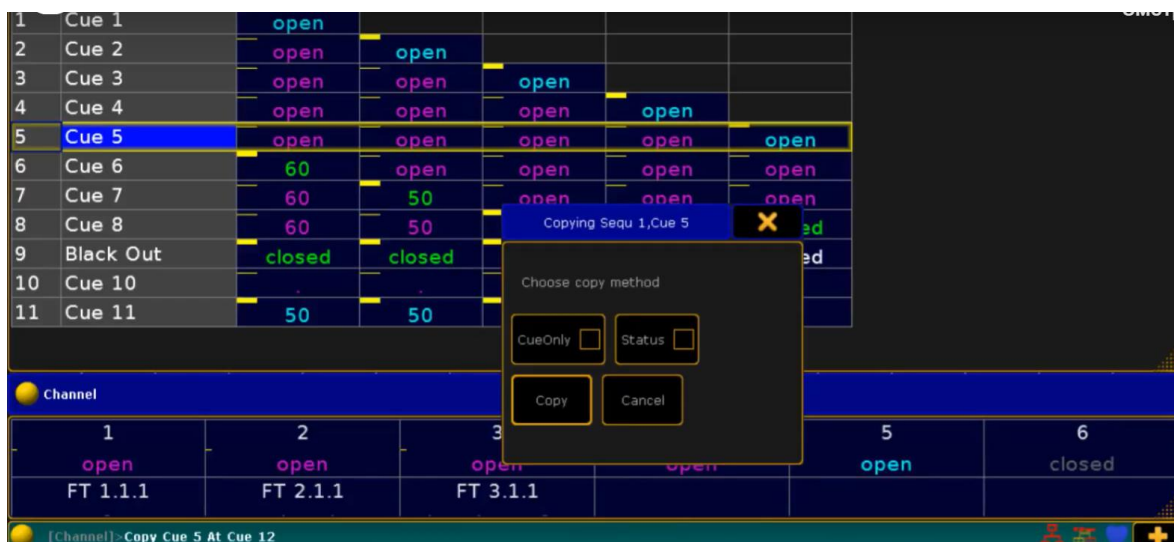 1 Cue 1 open
2 Cue 2 open open
3 Cue 3 open open open
4 Cue 4 open open open open
5 Cue 5 open open open open open
6 Cue 6 60 open open open open
7 Cue 7 60 50 open open open
8 Cue 8 60 50 ed
9 Black Out closed closed ed
10 Cue 10 . .
11 Cue 11 50 50
Copying Sequ 1,Cue 5
Choose copy method
CueOnly Status
Copy Cancel
Channel
1 2 3 5 6
open open open open open closed
FT 1.1.1 FT 2.1.1 FT 3.1.1
[Channel]>Copy Cue 5 At Cue 12